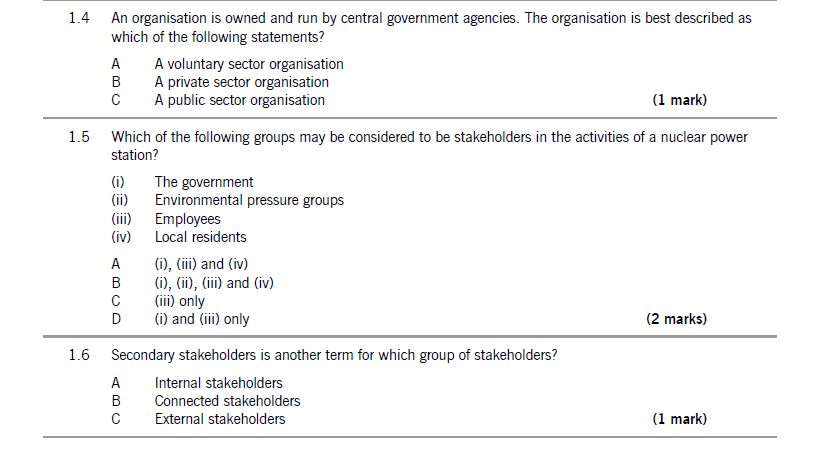 1.4 An organisation is owned and run by central government agencies. The organisation is best described as
which of the following statements?
A A voluntary sector organisation
B A private sector organisation
C A public sector organisation (1 mark)
1.5 Which of the following groups may be considered to be stakeholders in the activities of a nuclear power
station?
(i) The government
(ii) Environmental pressure groups
(iii) Employees
(iv) Local residents
A (i), (iii) and (iv)
B (i), (ii), (iii) and (iv)
C (iii) only
D (i) and (iii) only (2 marks)
1.6 Secondary stakeholders is another term for which group of stakeholders?
A Internal stakeholders
B Connected stakeholders
C External stakeholders (1 mark)